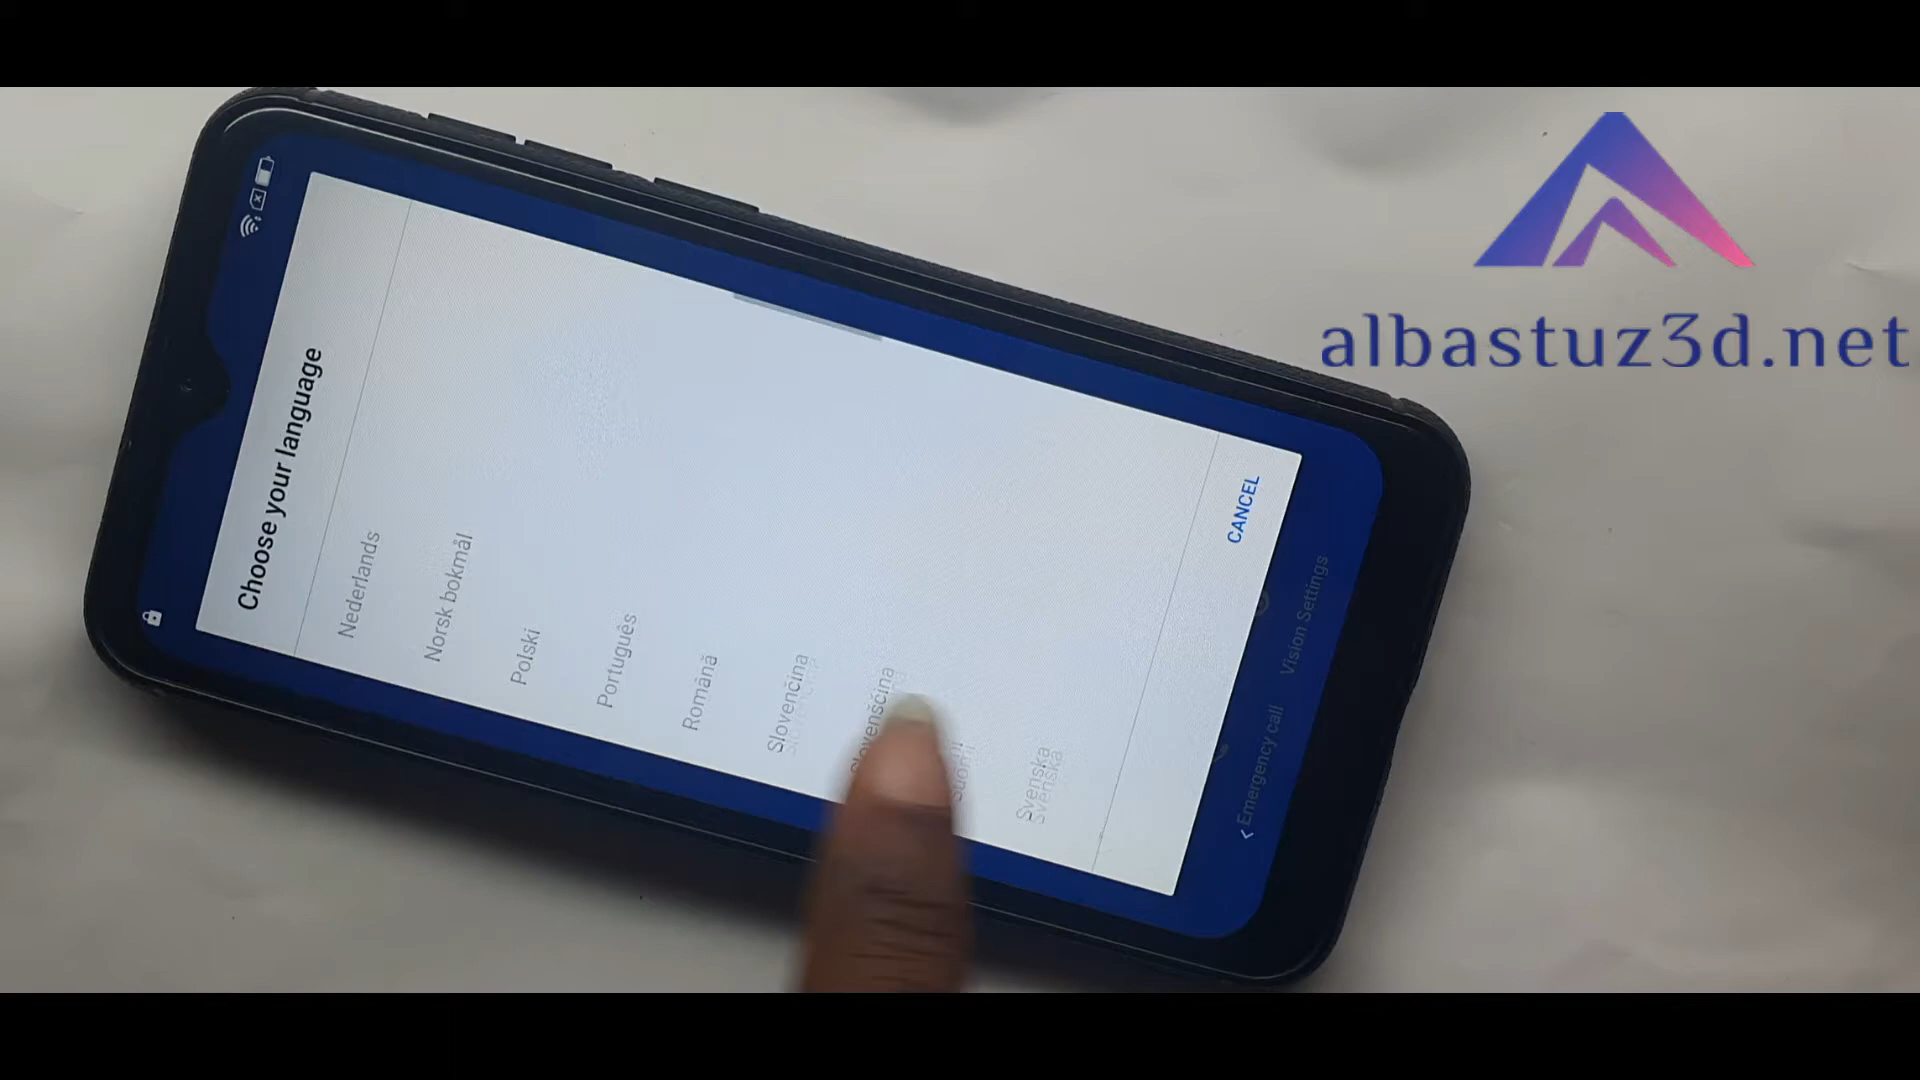 albastuz3d.net
Choose your language
Nederlands
Norsk bokmål
Polski
Português
Română
Slovenčina
Slovenščina
Suomi
Svenska
CANCEL
Emergency call
Vision Settings